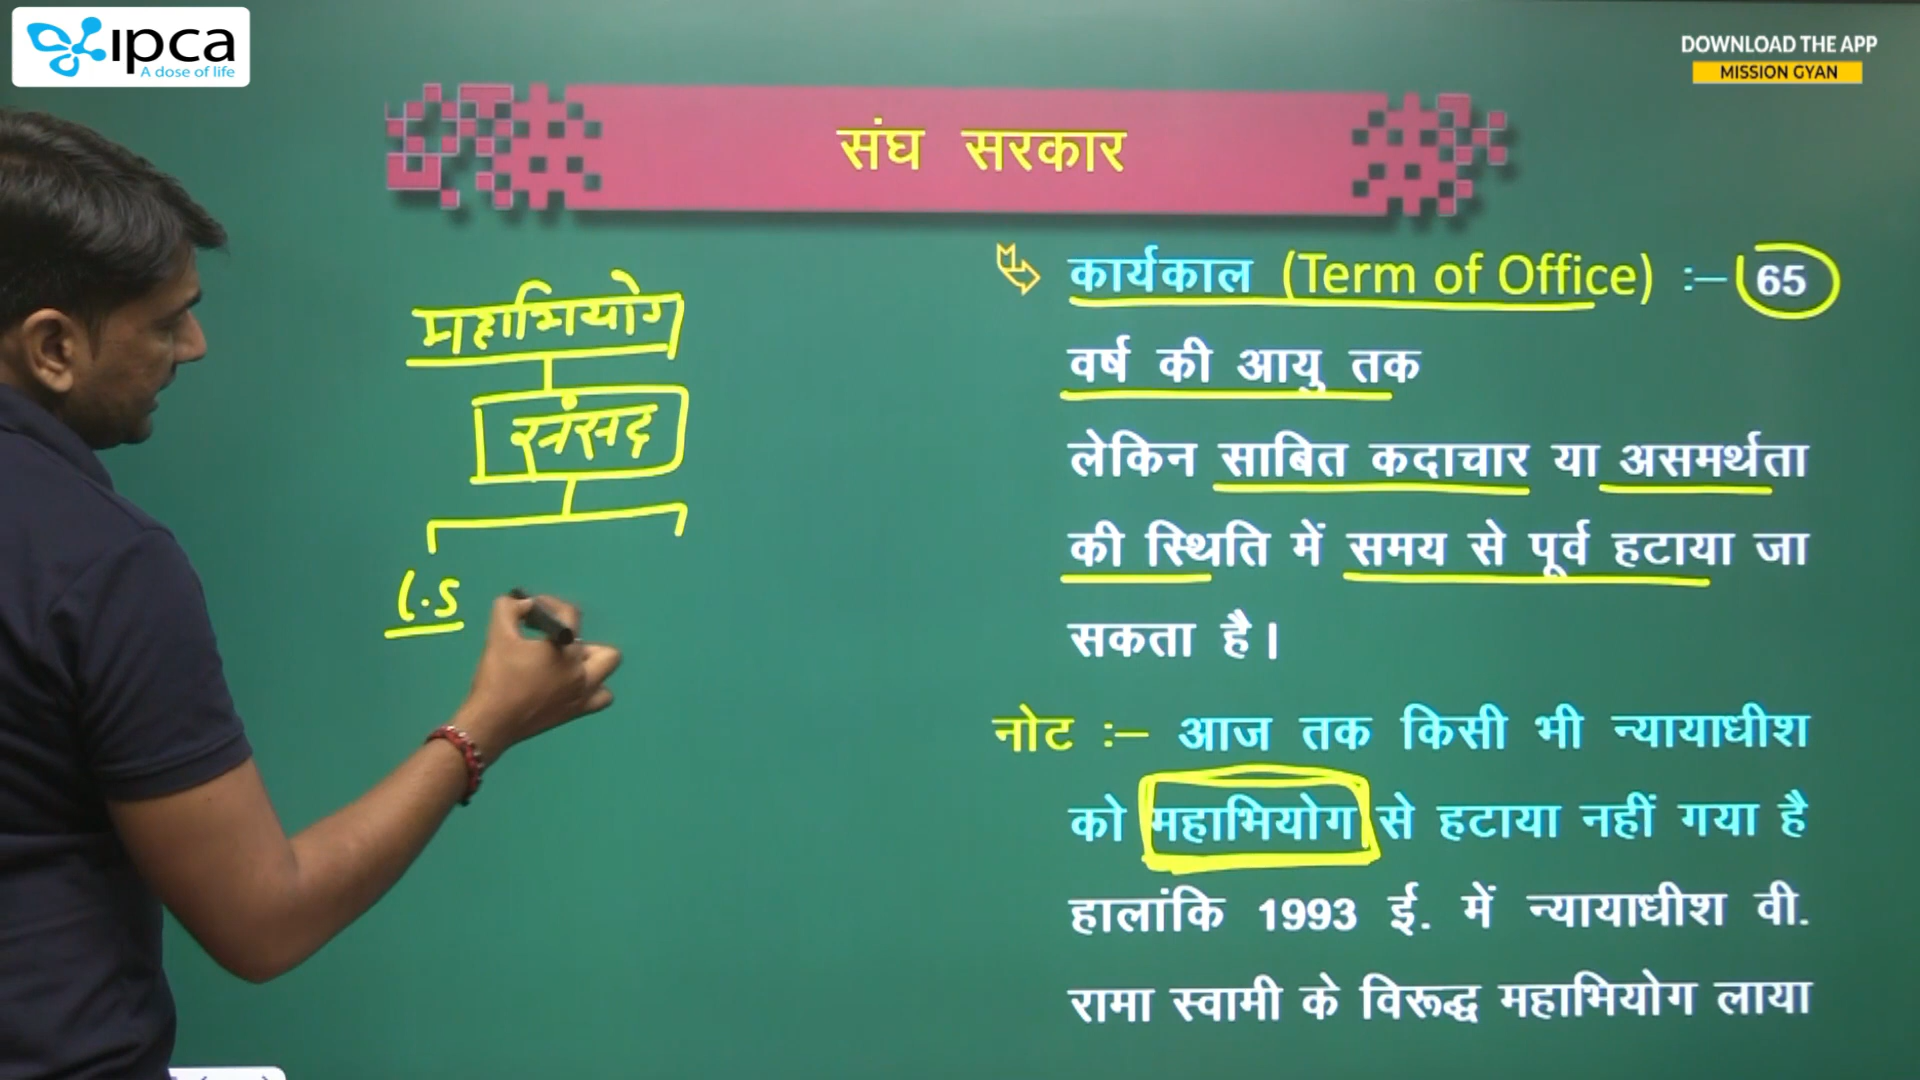 ipca
A dose of life
DOWNLOAD THE APP
MISSION GYAN
संघ सरकार
महाभियोग
संसद
L.S
कार्यकाल (Term of Office) :– 65
वर्ष की आयु तक
लेकिन साबित कदाचार या असमर्थता
की स्थिति में समय से पूर्व हटाया जा
सकता है।
नोट :– आज तक किसी भी न्यायाधीश
को महाभियोग से हटाया नहीं गया है
हालांकि 1993 ई. में न्यायाधीश वी.
रामा स्वामी के विरूद्ध महाभियोग लाया